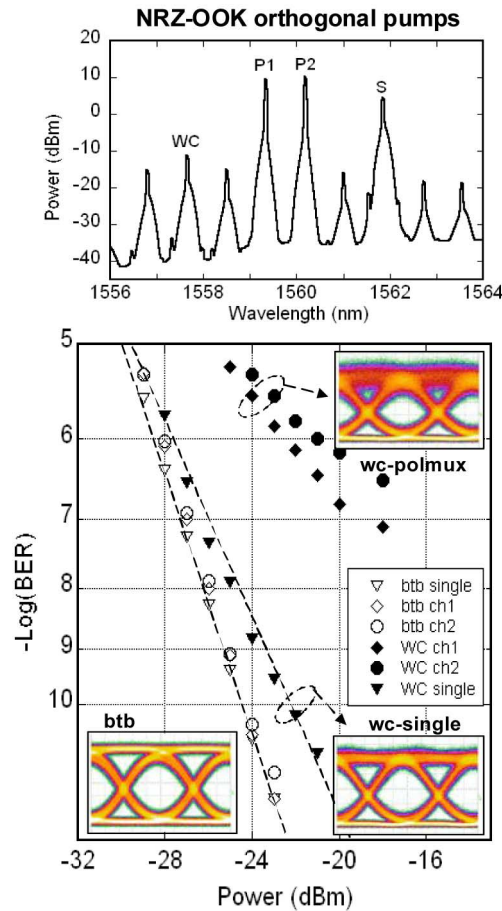 NRZ-OOK orthogonal pumps
20
10
0
-10
-20
-30
-40
Power (dBm)
P1 P2
S
WC
1556 1558 1560 1562 1564
Wavelength (nm)
5
6
7
8
9
10
-Log(BER)
wc-polmux
btb single
btb ch1
btb ch2
WC ch1
WC ch2
WC single
btb
wc-single
-32 -28 -24 -20 -16
Power (dBm)